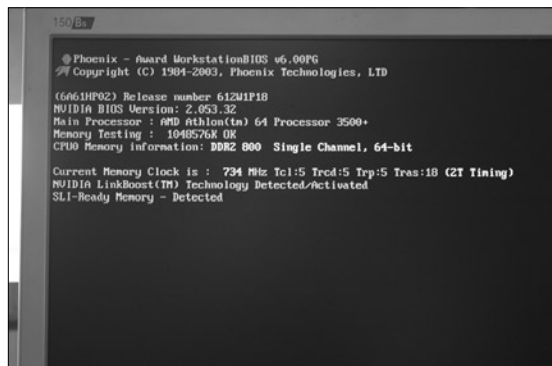 150 Bs
Phoenix - Award WorkstationBIOS v6.00PG
Copyright (C) 1984-2003, Phoenix Technologies, LTD
(6A61HP02) Release number 612W1P18
NVIDIA BIOS Version: 2.053.32
Main Processor : AMD Athlon(tm) 64 Processor 3500+
Memory Testing : 1048576K OK
CPU0 Memory information: DDR2 800 Single Channel, 64-bit
Current Memory Clock is : 734 MHz Tcl:5 Trcd:5 Trp:5 Tras:18 (2T Timing)
NVIDIA LinkBoost(TM) Technology Detected/Activated
SLI-Ready Memory - Detected